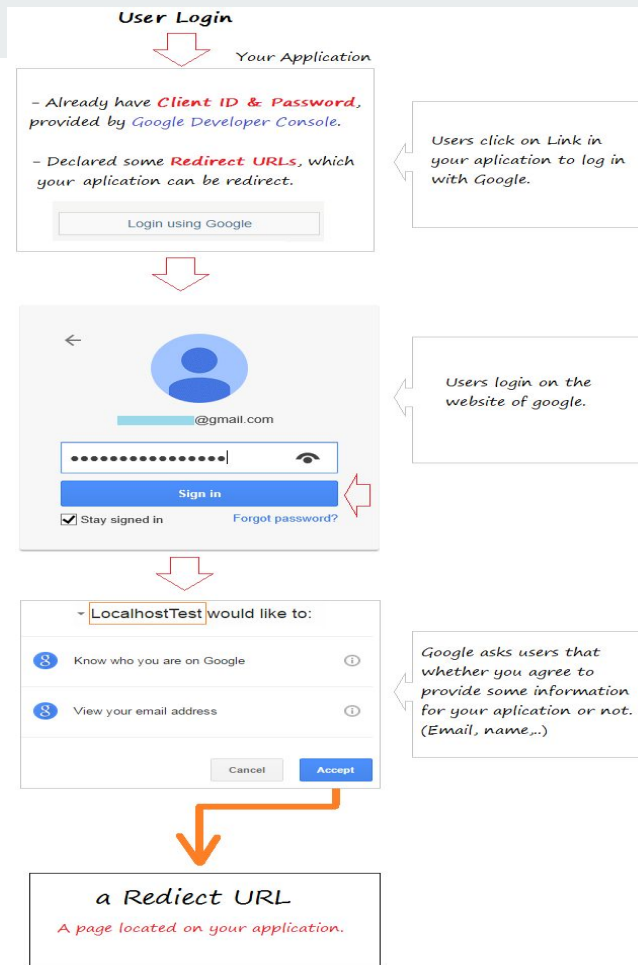 User Login
Your Application
- Already have Client ID & Password,
provided by Google Developer Console.
- Declared some Redirect URLs, which
your aplication can be redirect.
Login using Google
Users click on Link in
your aplication to log in
with Google.
@gmail.com
Sign in
Stay signed in
Forgot password?
Users login on the
website of google.
LocalhostTest would like to:
8 Know who you are on Google
8 View your email address
Cancel
Accept
Google asks users that
whether you agree to
provide some information
for your aplication or not.
(Email, name,..)
a Rediect URL
A page located on your application.